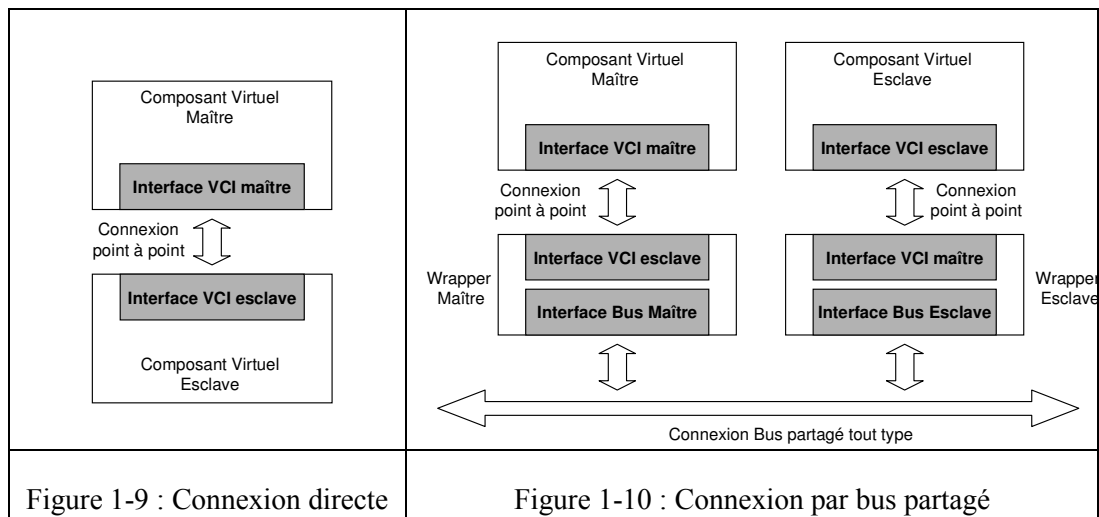 Composant Virtuel
Maître
Interface VCI maître
Connexion
point à point
Interface VCI esclave
Composant Virtuel
Esclave
Figure 1-9 : Connexion directe
Composant Virtuel
Maître
Interface VCI maître
Connexion
point à point
Wrapper
Maître
Interface VCI esclave
Interface Bus Maître
Composant Virtuel
Esclave
Interface VCI esclave
Connexion
point à point
Interface VCI maître
Interface Bus Esclave
Wrapper
Esclave
Connexion Bus partagé tout type
Figure 1-10 : Connexion par bus partagé